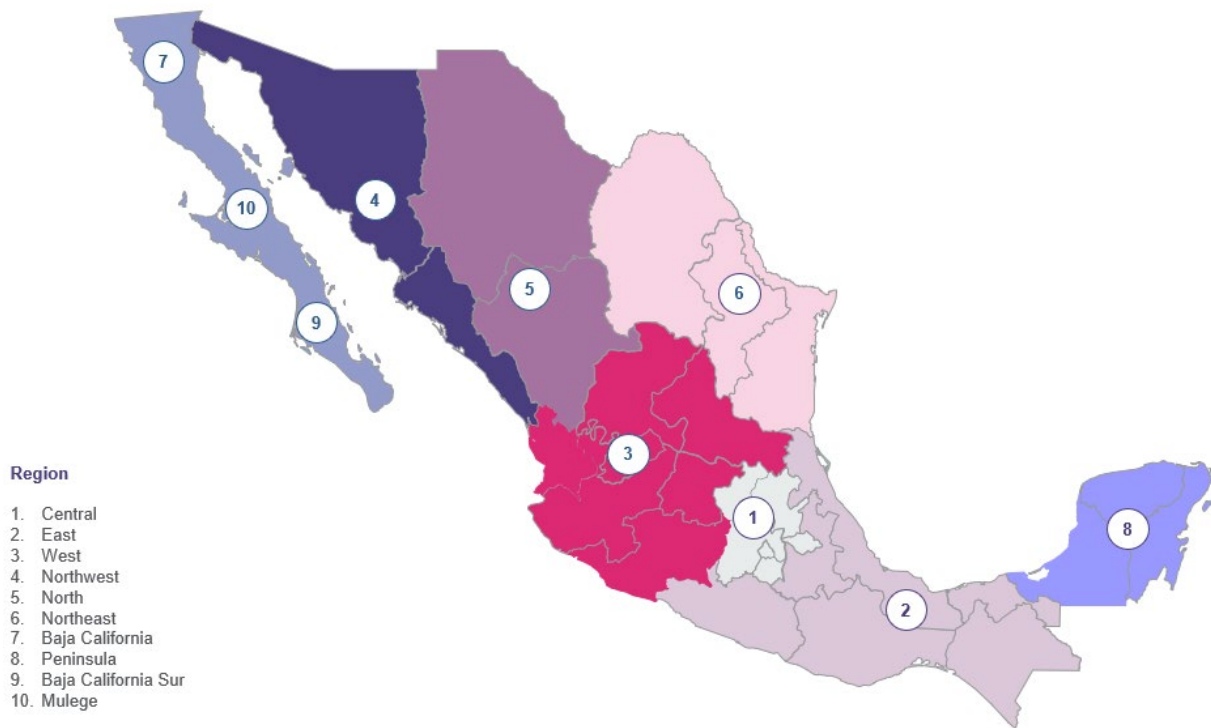 7
4
10
5
6
9
3
1
8
2
Region
1. Central
2. East
3. West
4. Northwest
5. North
6. Northeast
7. Baja California
8. Peninsula
9. Baja California Sur
10. Mulege